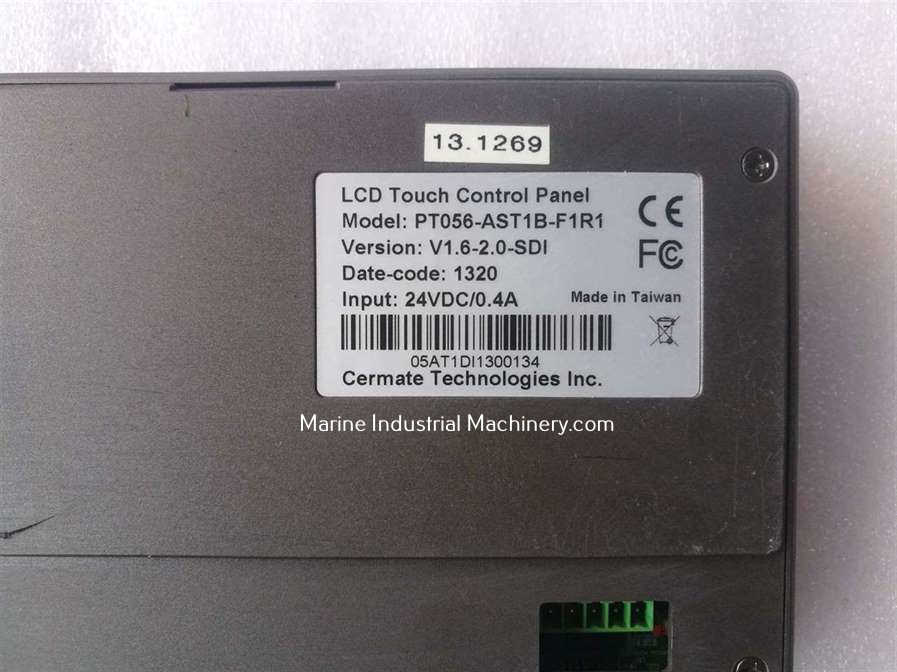 13.1269
LCD Touch Control Panel
Model: PT056-AST1B-F1R1
Version: V1.6-2.0-SDI
Date-code: 1320
Input: 24VDC/0.4A
CE
FC
Made in Taiwan
05AT1DI1300134
Cermate Technologies Inc.
Marine Industrial Machinery.com